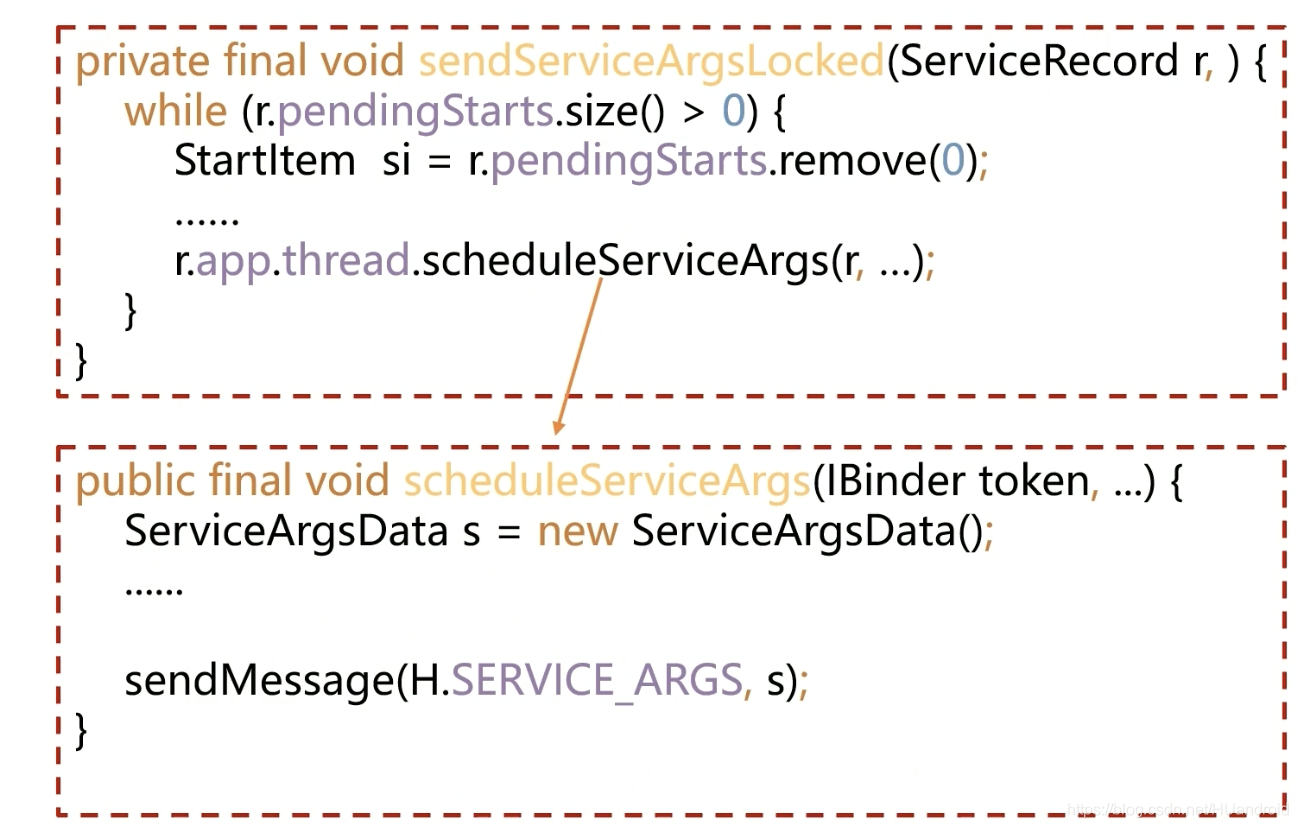 private final void sendServiceArgsLocked(ServiceRecord r, ) {
while (r.pendingStarts.size() > 0) {
StartItem si = r.pendingStarts.remove(0);
......
r.app.thread.scheduleServiceArgs(r, ...);
}
}
public final void scheduleServiceArgs(IBinder token, ...) {
ServiceArgsData s = new ServiceArgsData();
......
sendMessage(H.SERVICE_ARGS, s);
}
https://blog.csdn.net/HUandroid